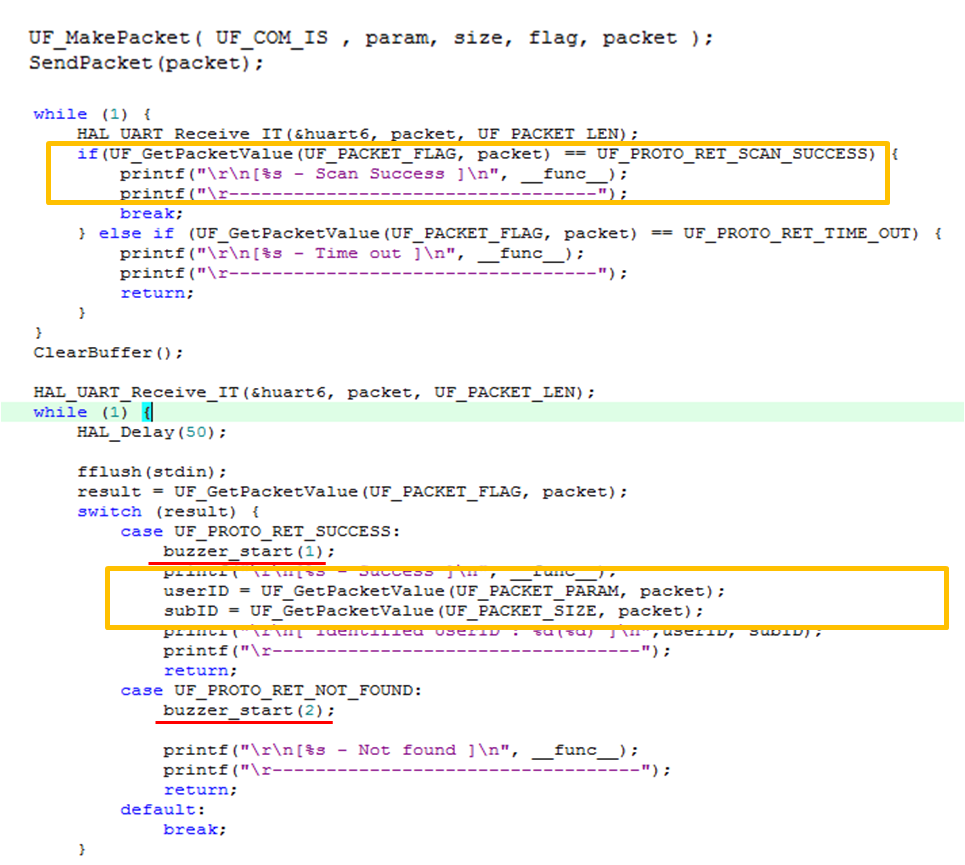 UF_MakePacket( UF_COM_IS , param, size, flag, packet );
SendPacket(packet);
while (1) {
HAL_UART_Receive_IT(&huart6, packet, UF_PACKET_LEN);
if(UF_GetPacketValue(UF_PACKET_FLAG, packet) == UF_PROTO_RET_SCAN_SUCCESS) {
printf("\r\n[%s - Scan Success ]\n", __func__);
printf("\r----------------------------------");
break;
} else if (UF_GetPacketValue(UF_PACKET_FLAG, packet) == UF_PROTO_RET_TIME_OUT) {
printf("\r\n[%s - Time out ]\n", __func__);
printf("\r----------------------------------");
return;
}
}
ClearBuffer();
HAL_UART_Receive_IT(&huart6, packet, UF_PACKET_LEN);
while (1) {
HAL_Delay(50);
fflush(stdin);
result = UF_GetPacketValue(UF_PACKET_FLAG, packet);
switch (result) {
case UF_PROTO_RET_SUCCESS:
buzzer_start(1);
printf("\r\n[%s - Success ]\n", __func__);
userID = UF_GetPacketValue(UF_PACKET_PARAM, packet);
subID = UF_GetPacketValue(UF_PACKET_SIZE, packet);
printf("\r\n[ Identified UserID : %d(%d) ]\n",userID, subID);
printf("\r----------------------------------");
return;
case UF_PROTO_RET_NOT_FOUND:
buzzer_start(2);
printf("\r\n[%s - Not found ]\n", __func__);
printf("\r----------------------------------");
return;
default:
break;
}